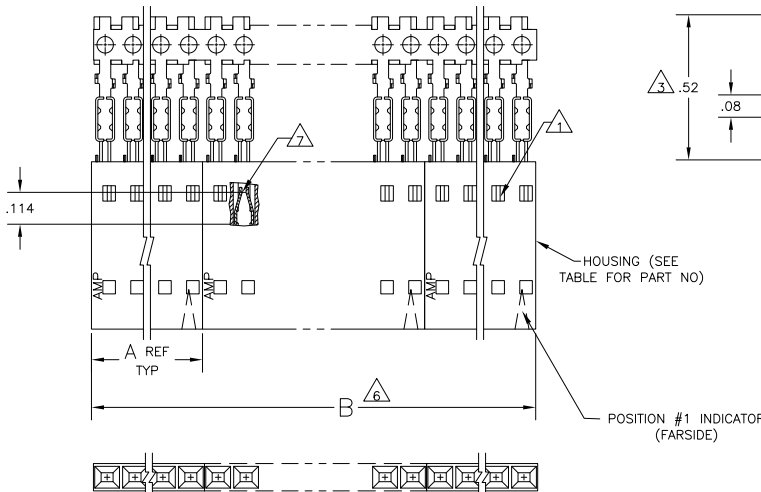 3 .52
.08
7
1
.114
HOUSING (SEE
TABLE FOR PART NO)
AMP
AMP
AMP
A REF
TYP
6
B
POSITION #1 INDICATOR
(FARSIDE)